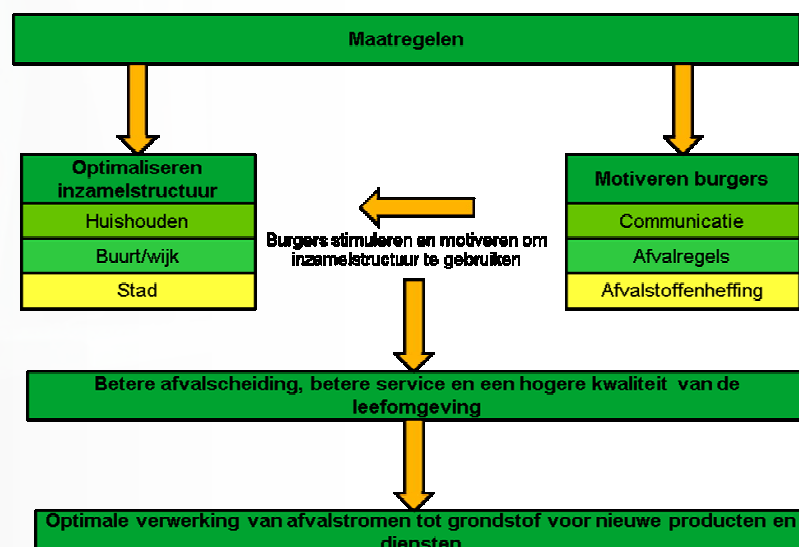 Maatregelen
Optimaliseren
inzamelstructuur
Huishouden
Buurt/wijk
Stad
Burgers stimuleren en motiveren om
inzamelstructuur te gebruiken
Motiveren burgers
Communicatie
Afvalregels
Afvalstoffenheffing
Betere afvalscheiding, betere service en een hogere kwaliteit van de
leefomgeving
Optimale verwerking van afvalstromen tot grondstof voor nieuwe producten en
diensten